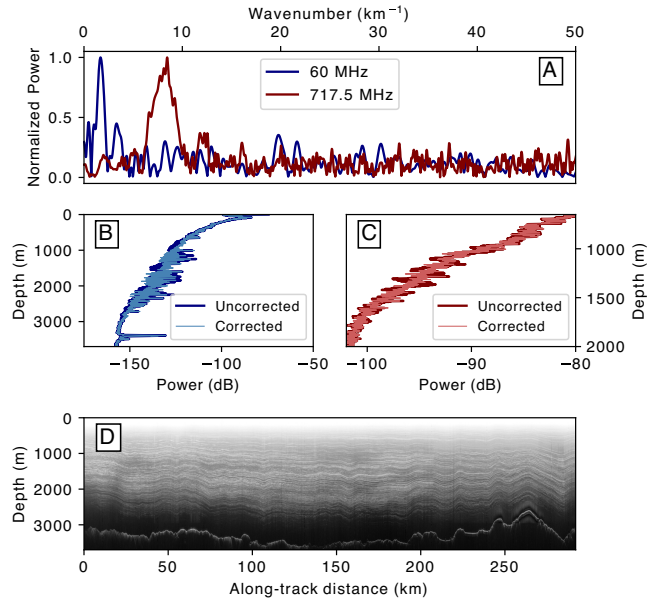 Wavenumber (km⁻¹)
0 10 20 30 40 50
Normalized Power
1.0
0.5
0.0
60 MHz
717.5 MHz
A
Depth (m)
0
1000
2000
3000
B
Uncorrected
Corrected
−150 −100 −50
Power (dB)
C
Uncorrected
Corrected
1000
1500
2000
Depth (m)
−100 −90 −80
Power (dB)
Depth (m)
0
1000
2000
3000
D
0 50 100 150 200 250
Along-track distance (km)